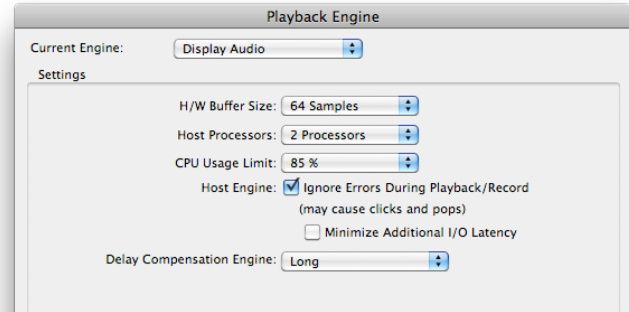 Playback Engine
Current Engine: Display Audio
Settings
H/W Buffer Size: 64 Samples
Host Processors: 2 Processors
CPU Usage Limit: 85 %
Host Engine: Ignore Errors During Playback/Record
(may cause clicks and pops)
Minimize Additional I/O Latency
Delay Compensation Engine: Long